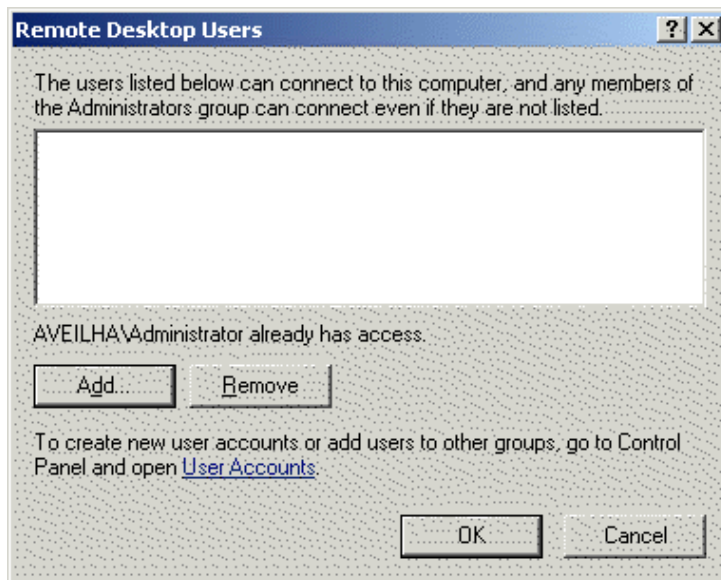 Remote Desktop Users
The users listed below can connect to this computer, and any members of
the Administrators group can connect even if they are not listed.
AVEILHA\Administrator already has access.
Add...
Remove
To create new user accounts or add users to other groups, go to Control
Panel and open User Accounts.
OK
Cancel